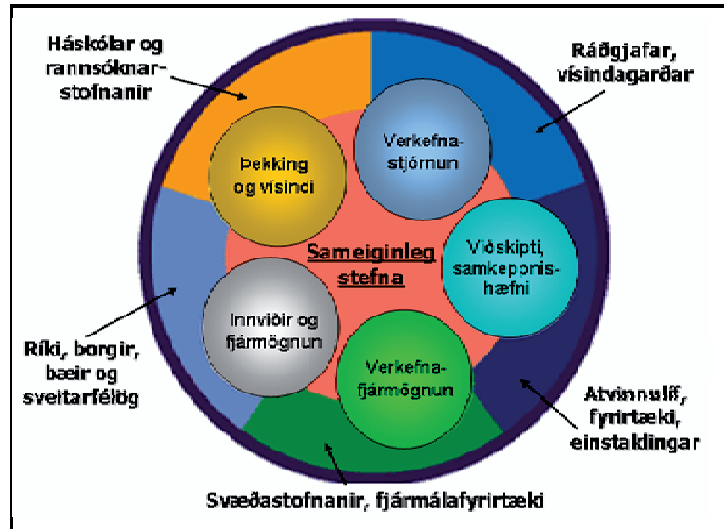 Háskólar og
rannsóknar-
stofnanir
Ráðgjafar,
vísindagarðar
Þekking
og vísinci
Verkefna-
stjórnun
Sameiginleg
stefna
Viðskipti,
samkeppnis-
hæfni
Innviðir og
fjármögnun
Verkefna-
fjármögnun
Ríki, borgir,
bæir og
sveitarfélög
Atvinnulíf,
fyrirtæki,
einstaklingar
Svæðastofnanir, fjármálafyrirtæki